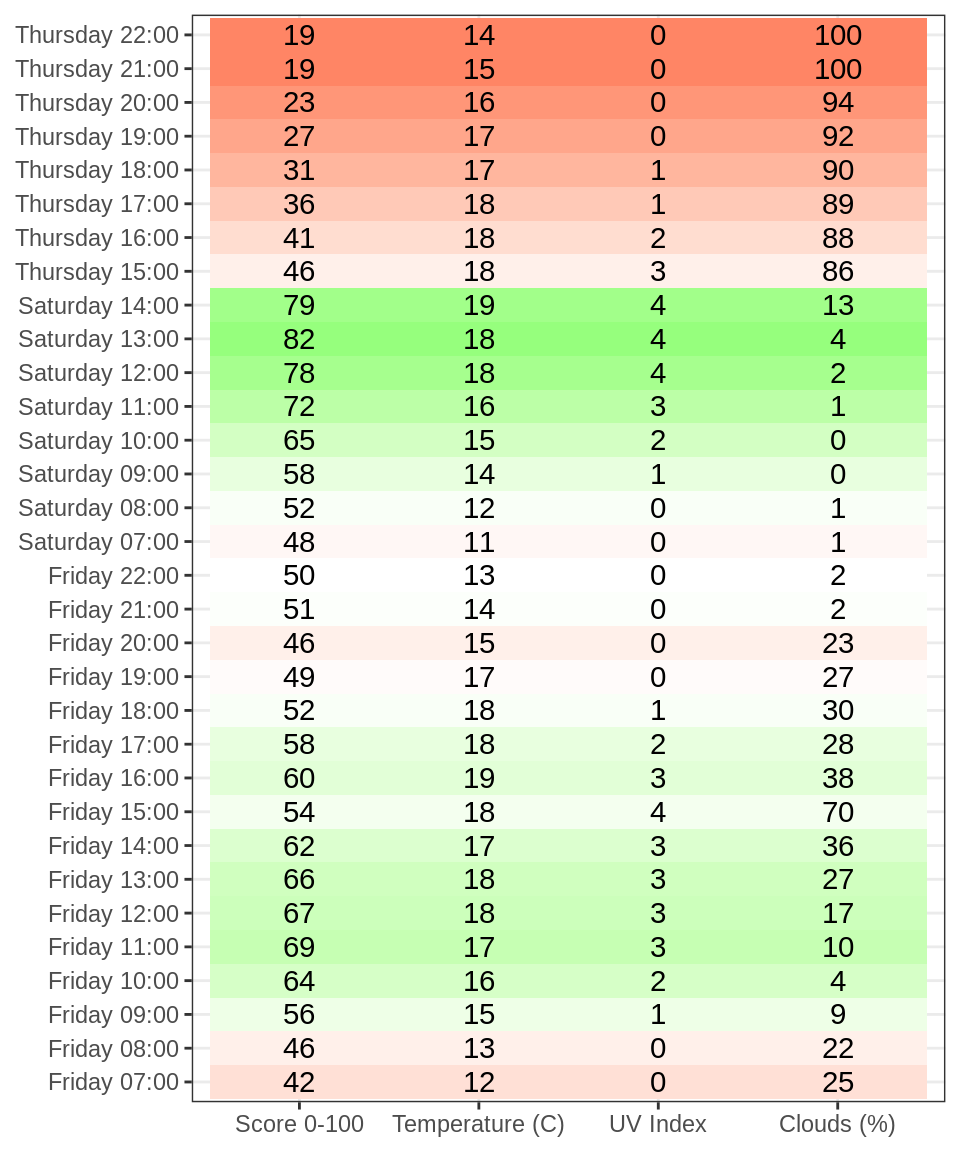 Thursday 22:00 19 14 0 100
Thursday 21:00 19 15 0 100
Thursday 20:00 23 16 0 94
Thursday 19:00 27 17 0 92
Thursday 18:00 31 17 1 90
Thursday 17:00 36 18 1 89
Thursday 16:00 41 18 2 88
Thursday 15:00 46 18 3 86
Saturday 14:00 79 19 4 13
Saturday 13:00 82 18 4 4
Saturday 12:00 78 18 4 2
Saturday 11:00 72 16 3 1
Saturday 10:00 65 15 2 0
Saturday 09:00 58 14 1 0
Saturday 08:00 52 12 0 1
Saturday 07:00 48 11 0 1
Friday 22:00 50 13 0 2
Friday 21:00 51 14 0 2
Friday 20:00 46 15 0 23
Friday 19:00 49 17 0 27
Friday 18:00 52 18 1 30
Friday 17:00 58 18 2 28
Friday 16:00 60 19 3 38
Friday 15:00 54 18 4 70
Friday 14:00 62 17 3 36
Friday 13:00 66 18 3 27
Friday 12:00 67 18 3 17
Friday 11:00 69 17 3 10
Friday 10:00 64 16 2 4
Friday 09:00 56 15 1 9
Friday 08:00 46 13 0 22
Friday 07:00 42 12 0 25
Score 0-100 Temperature (C) UV Index Clouds (%)